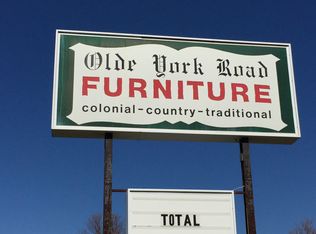 Olde York Road
FURNITURE
colonial-country-traditional
TOTAL